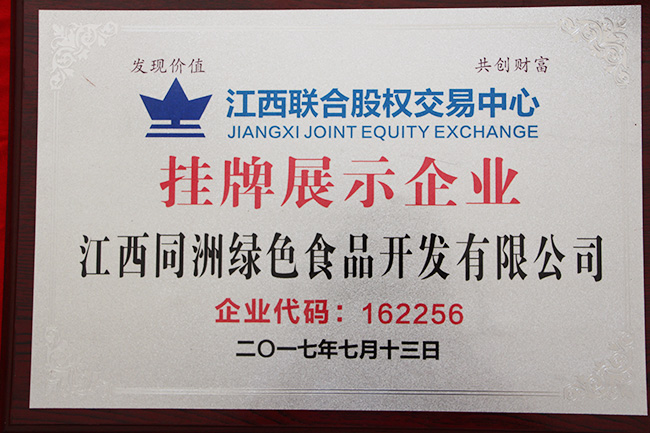 发现价值 共创财富
江西联合股权交易中心
JIANGXI JOINT EQUITY EXCHANGE
挂牌展示企业
江西同洲绿色食品开发有限公司
企业代码：162256
二〇一七年七月十三日